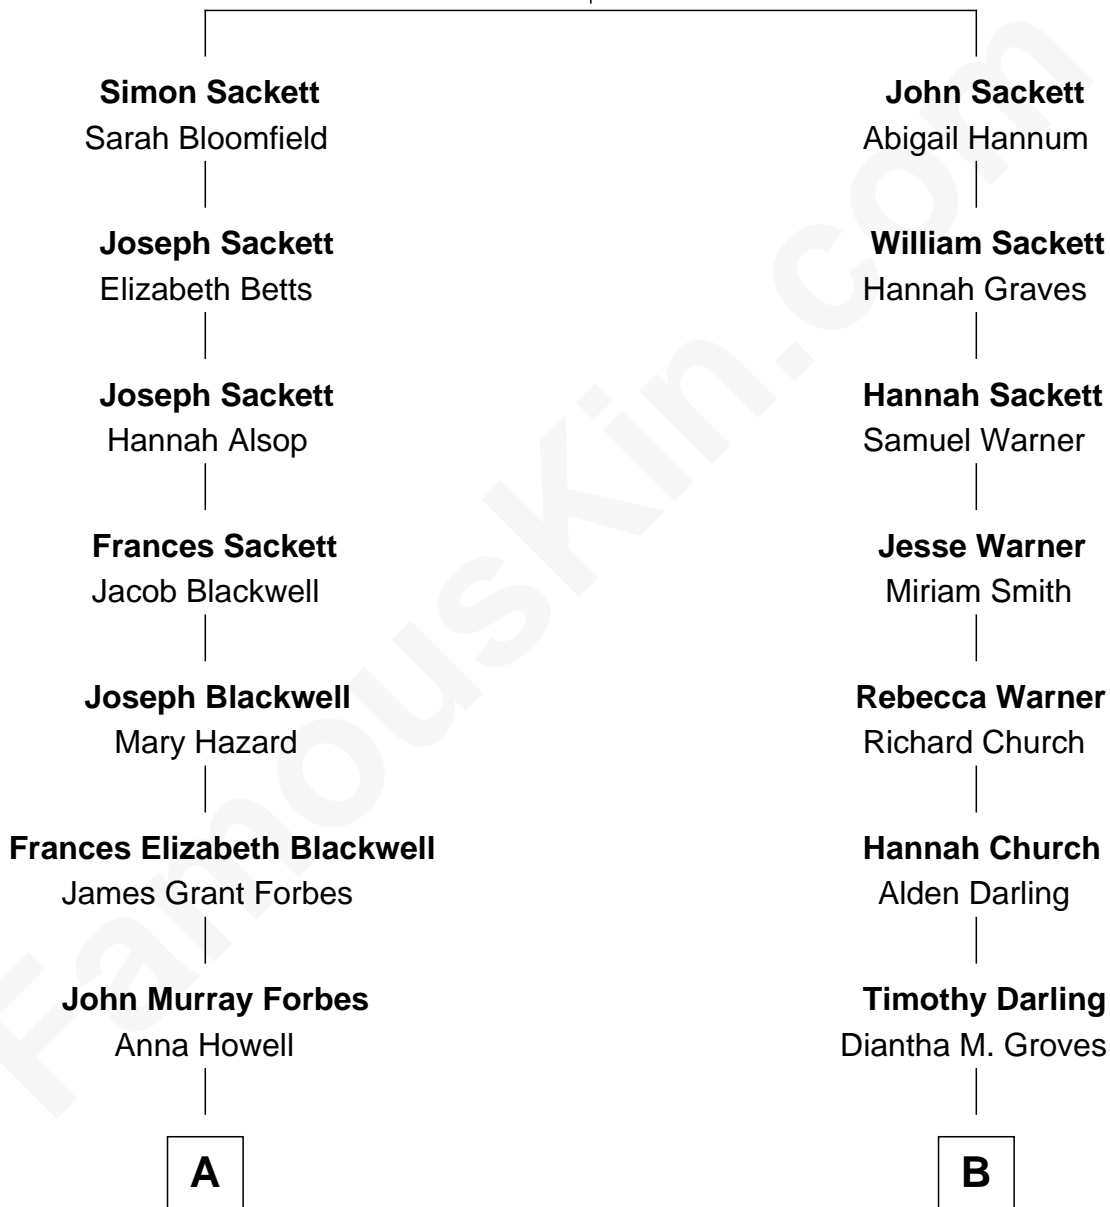 Simon Sackett
Sarah Bloomfield
Joseph Sackett
Elizabeth Betts
Joseph Sackett
Hannah Alsop
Frances Sackett
Jacob Blackwell
Joseph Blackwell
Mary Hazard
Frances Elizabeth Blackwell
James Grant Forbes
John Murray Forbes
Anna Howell
A
John Sackett
Abigail Hannum
William Sackett
Hannah Graves
Hannah Sackett
Samuel Warner
Jesse Warner
Miriam Smith
Rebecca Warner
Richard Church
Hannah Church
Alden Darling
Timothy Darling
Diantha M. Groves
B
FamousKin.com